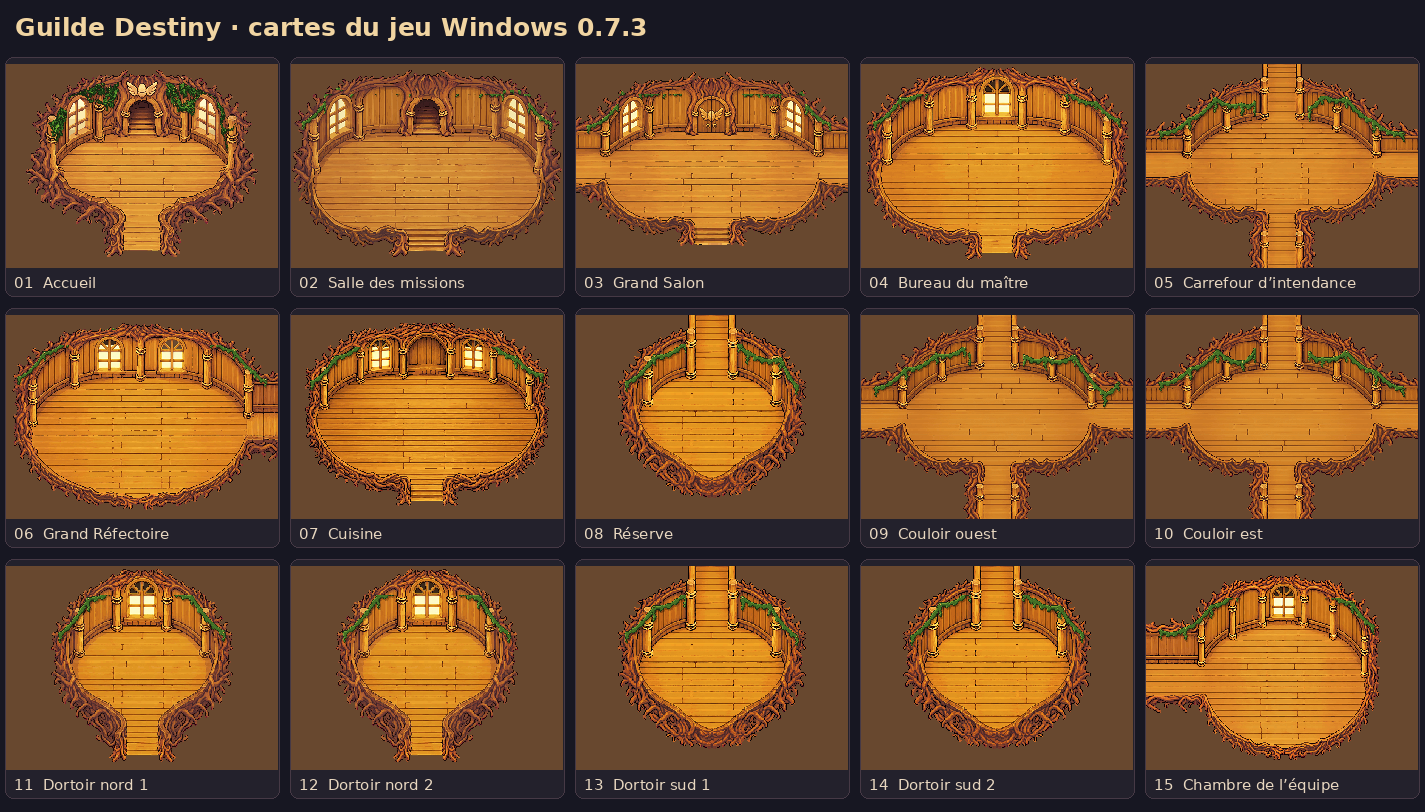 Guilde Destiny · cartes du jeu Windows 0.7.3
01 Accueil
02 Salle des missions
03 Grand Salon
04 Bureau du maître
05 Carrefour d’intendance
06 Grand Réfectoire
07 Cuisine
08 Réserve
09 Couloir ouest
10 Couloir est
11 Dortoir nord 1
12 Dortoir nord 2
13 Dortoir sud 1
14 Dortoir sud 2
15 Chambre de l’équipe